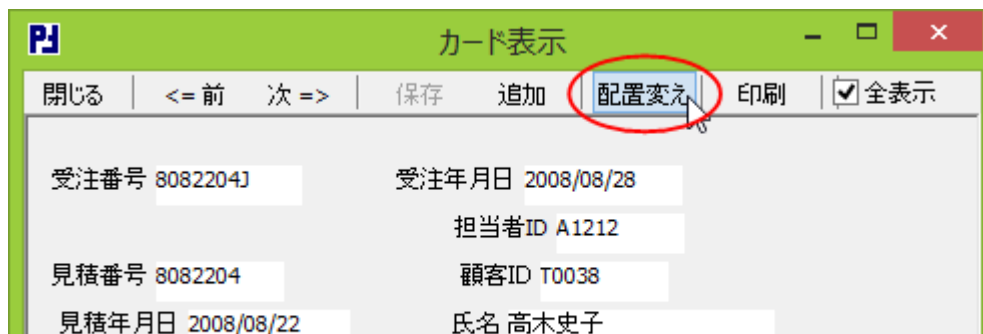 カード表示
閉じる <= 前 次 => 保存 追加 配置変え 印刷 全表示
受注番号 8082204J 受注年月日 2008/08/28
担当者ID A1212
見積番号 8082204 顧客ID T0038
見積年月日 2008/08/22 氏名 高木史子